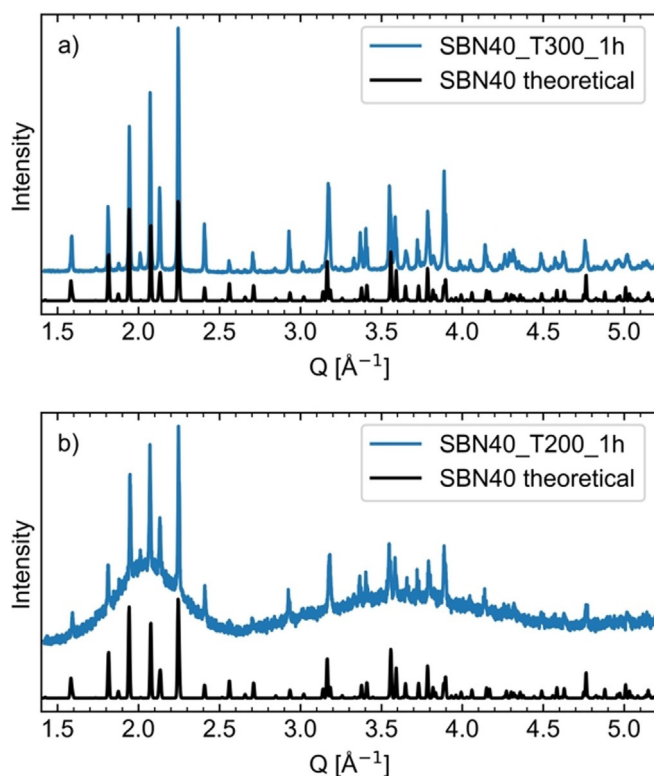 a)
SBN40_T300_1h
SBN40 theoretical
Intensity
1.5 2.0 2.5 3.0 3.5 4.0 4.5 5.0
Q [Å⁻¹]
b)
SBN40_T200_1h
SBN40 theoretical
Intensity
1.5 2.0 2.5 3.0 3.5 4.0 4.5 5.0
Q [Å⁻¹]